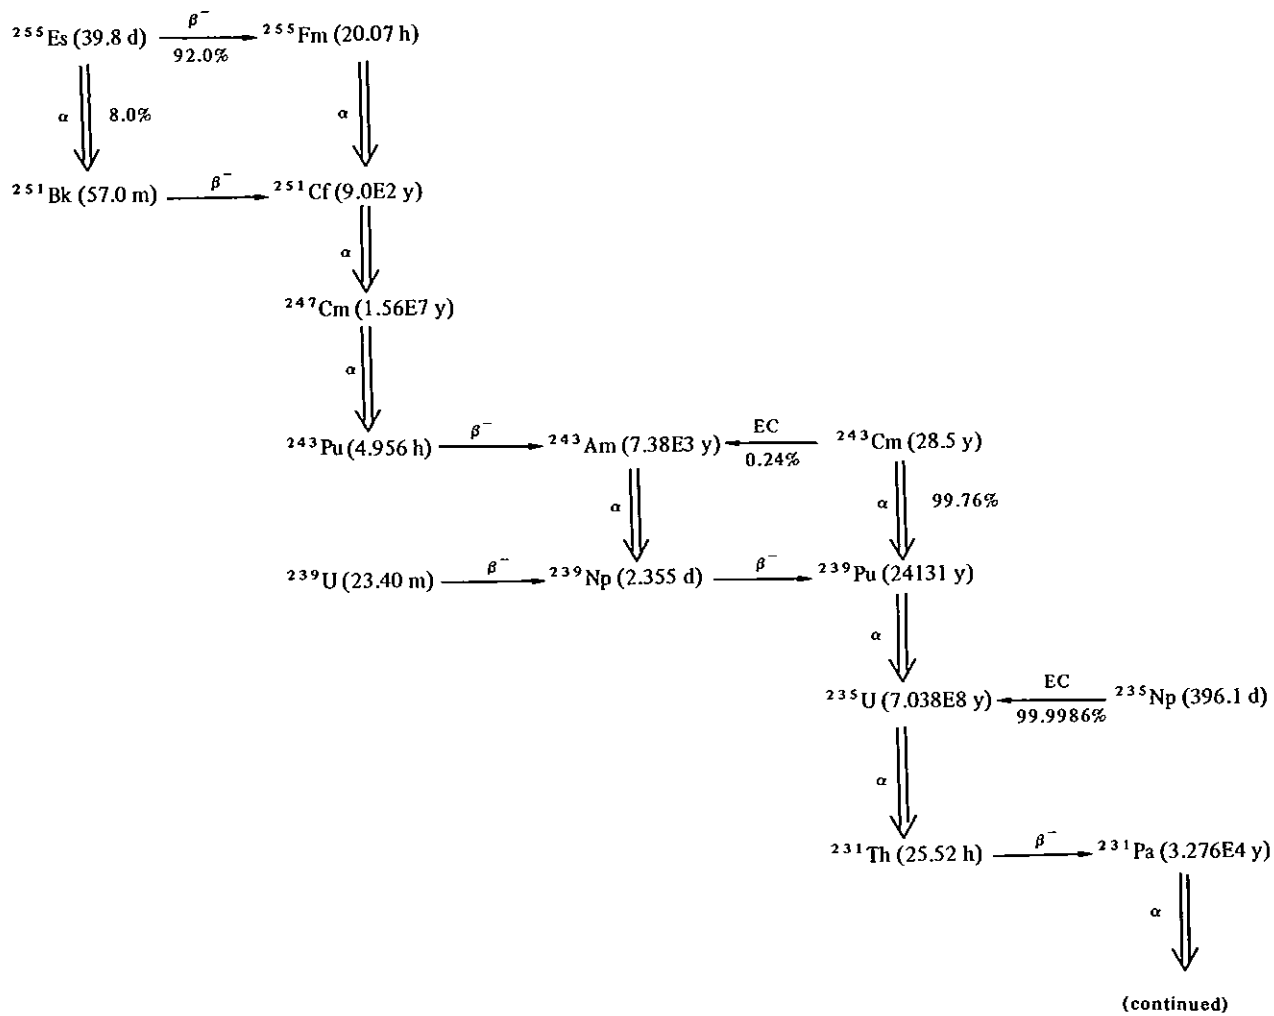 β⁻
²⁵⁵Es (39.8 d) ²⁵⁵Fm (20.07 h)
92.0%
α 8.0% α
²⁵¹Bk (57.0 m) β⁻ ²⁵¹Cf (9.0E2 y)
α
²⁴⁷Cm (1.56E7 y)
α
β⁻ EC
²⁴³Pu (4.956 h) ²⁴³Am (7.38E3 y) ²⁴³Cm (28.5 y)
0.24%
α α 99.76%
β⁻ β⁻
²³⁹U (23.40 m) ²³⁹Np (2.355 d) ²³⁹Pu (24131 y)
α
EC
²³⁵U (7.038E8 y) ²³⁵Np (396.1 d)
99.9986%
α
β⁻
²³¹Th (25.52 h) ²³¹Pa (3.276E4 y)
α
(continued)